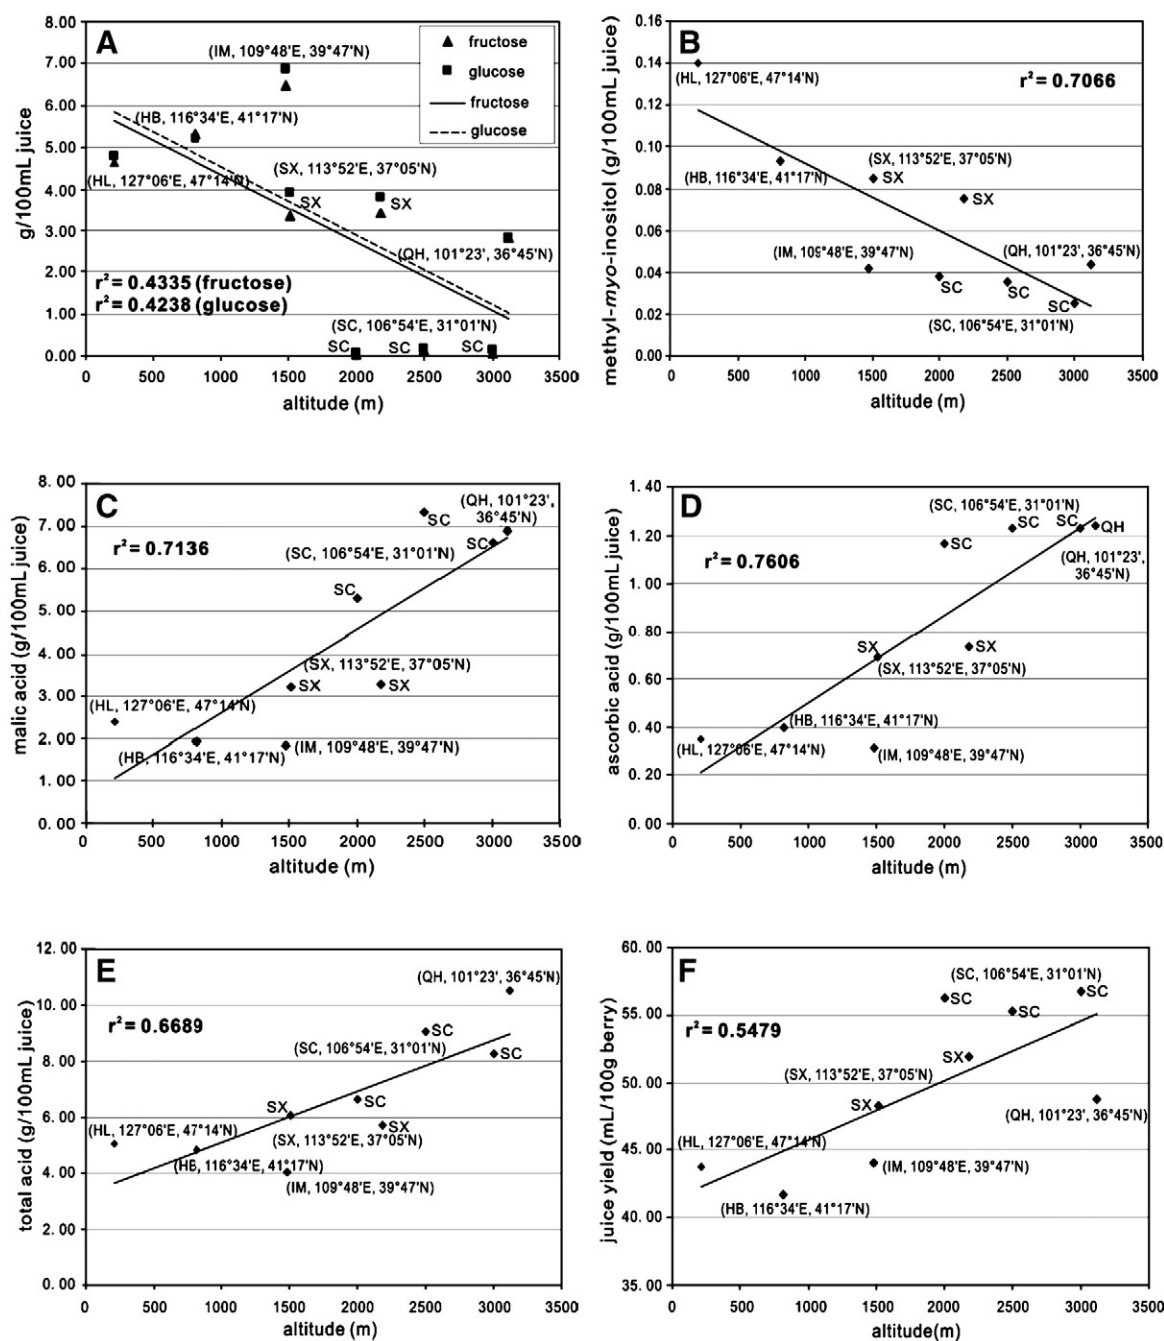 A
8.00
7.00
6.00
5.00
4.00
3.00
2.00
1.00
0.00
g/100mL juice
(IM, 109°48'E, 39°47'N)
(HB, 116°34'E, 41°17'N)
(SX, 113°52'E, 37°05'N)
(HL, 127°06'E, 47°14'N)
SX
SX
(QH, 101°23', 36°45'N)
r²= 0.4335 (fructose)
r²= 0.4238 (glucose)
(SC, 106°54'E, 31°01'N)
SC
SC
SC
fructose
glucose
fructose
glucose
0 500 1000 1500 2000 2500 3000 3500
altitude (m)
B
0.16
0.14
0.12
0.10
0.08
0.06
0.04
0.02
0.00
methyl-myo-inositol (g/100mL juice)
r²= 0.7066
(HL, 127°06'E, 47°14'N)
(SX, 113°52'E, 37°05'N)
(HB, 116°34'E, 41°17'N)
SX
SX
(IM, 109°48'E, 39°47'N)
(QH, 101°23', 36°45'N)
SC
SC
SC
(SC, 106°54'E, 31°01'N)
0 500 1000 1500 2000 2500 3000 3500
altitude (m)
C
8.00
7.00
6.00
5.00
4.00
3.00
2.00
1.00
0.00
malic acid (g/100mL juice)
r²= 0.7136
(QH, 101°23',
36°45'N)
SC
SC
(SC, 106°54'E, 31°01'N)
SC
(SX, 113°52'E, 37°05'N)
SX
SX
(HL, 127°06'E, 47°14'N)
(HB, 116°34'E, 41°17'N)
(IM, 109°48'E, 39°47'N)
0 500 1000 1500 2000 2500 3000 3500
altitude (m)
D
1.40
1.20
1.00
0.80
0.60
0.40
0.20
0.00
ascorbic acid (g/100mL juice)
r²= 0.7606
(SC, 106°54'E, 31°01'N)
SC
SC
QH
SC
(QH, 101°23',
36°45'N)
SX
SX
(SX, 113°52'E, 37°05'N)
(HB, 116°34'E, 41°17'N)
(HL, 127°06'E, 47°14'N)
(IM, 109°48'E, 39°47'N)
0 500 1000 1500 2000 2500 3000 3500
altitude (m)
E
12.00
10.00
8.00
6.00
4.00
2.00
0.00
total acid (g/100mL juice)
r²= 0.6689
(QH, 101°23', 36°45'N)
SC
(SC, 106°54'E, 31°01'N)
SC
SC
SX
SX
(HL, 127°06'E, 47°14'N)
(SX, 113°52'E, 37°05'N)
(HB, 116°34'E, 41°17'N)
(IM, 109°48'E, 39°47'N)
0 500 1000 1500 2000 2500 3000 3500
altitude (m)
F
60.00
55.00
50.00
45.00
40.00
35.00
juice yield (mL/100g berry)
r²= 0.5479
(SC, 106°54'E, 31°01'N)
SC
SC
SC
SX
(SX, 113°52'E, 37°05'N)
SX
(QH, 101°23', 36°45'N)
(HL, 127°06'E, 47°14'N)
(IM, 109°48'E, 39°47'N)
(HB, 116°34'E, 41°17'N)
0 500 1000 1500 2000 2500 3000 3500
altitude(m)